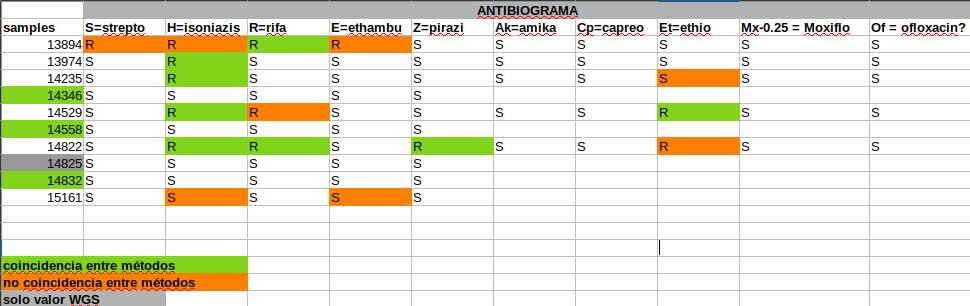 ANTIBIOGRAMA
samples S=strepto H=isoniazis R=rifa E=ethambu Z=pirazi Ak=amika Cp=capreo Et=ethio Mx-0.25 = Moxiflo Of = ofloxacin?
13894 R R R R S S S S S S
13974 S R S S S S S S S S
14235 S R S S S S S S S S
14346 S S S S S
14529 S R R S S S S R S S
14558 S S S S S
14822 S R R S R S S R S S
14825 S S S S S
14832 S S S S S
15161 S S S S S
coincidencia entre métodos
no coincidencia entre métodos
solo valor WGS